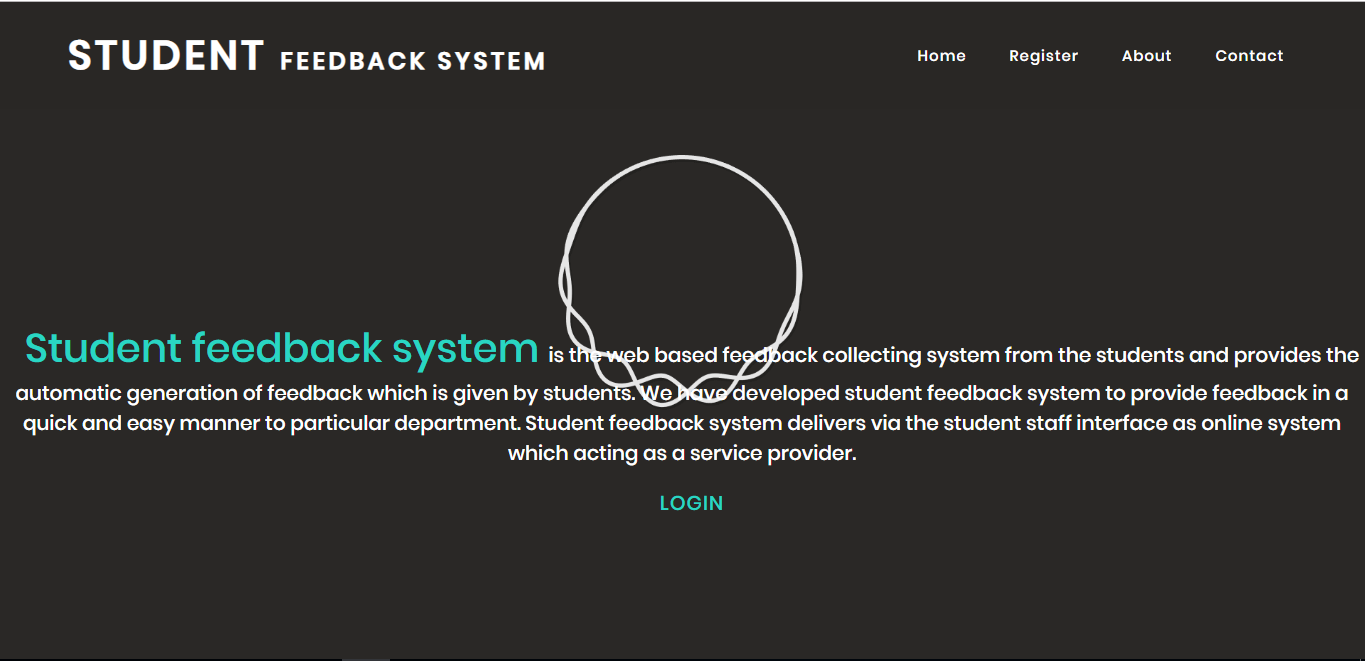 STUDENT FEEDBACK SYSTEM
Home Register About Contact
Student feedback system is the web based feedback collecting system from the students and provides the
automatic generation of feedback which is given by students. We have developed student feedback system to provide feedback in a
quick and easy manner to particular department. Student feedback system delivers via the student staff interface as online system
which acting as a service provider.
LOGIN